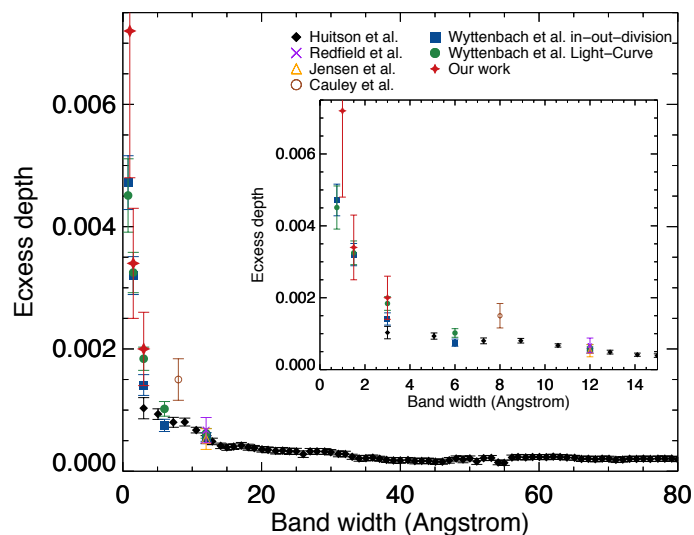 Huitson et al.
Redfield et al.
Jensen et al.
Cauley et al.
Wyttenbach et al. in-out-division
Wyttenbach et al. Light-Curve
Our work
0.006
0.004
0.002
0.000
Ecxess depth
0 20 40 60 80
Band width (Angstrom)
0.006
0.004
0.002
0.000
Ecxess depth
0 2 4 6 8 10 12 14
Band width (Angstrom)